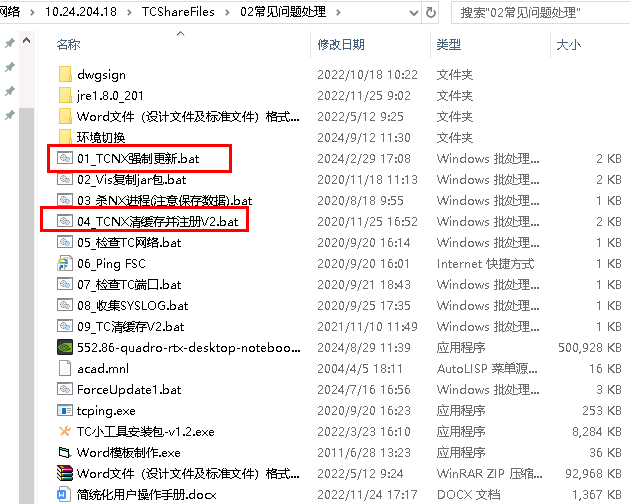 网络 > 10.24.204.18 > TCShareFiles > 02常见问题处理 > 搜索"02常见问题处理"
名称 修改日期 类型 大小
dwgsign 2022/10/18 10:22 文件夹
jre1.8.0_201 2022/11/25 9:02 文件夹
Word文件（设计文件及标准文件）格式... 2022/5/12 9:25 文件夹
环境切换 2024/9/12 11:30 文件夹
01_TCNX强制更新.bat 2024/2/29 17:08 Windows 批处理... 2 KB
02_Vis复制jar包.bat 2020/11/18 11:13 Windows 批处理... 1 KB
03_杀NX进程(注意保存数据).bat 2020/8/18 9:55 Windows 批处理... 1 KB
04_TCNX清缓存并注册V2.bat 2020/11/25 16:52 Windows 批处理... 2 KB
05_检查TC网络.bat 2020/9/20 16:14 Windows 批处理... 1 KB
06_Ping FSC 2020/9/20 16:01 Internet 快捷方式 1 KB
07_检查TC端口.bat 2020/9/21 18:43 Windows 批处理... 1 KB
08_收集SYSLOG.bat 2020/9/25 17:35 Windows 批处理... 1 KB
09_TC清缓存V2.bat 2021/11/10 11:49 Windows 批处理... 1 KB
552.86-quadro-rtx-desktop-noteboo... 2024/8/29 11:39 应用程序 500,928 KB
acad.mnl 2004/4/5 18:11 AutoLISP 菜单源... 16 KB
ForceUpdate1.bat 2024/7/16 16:56 Windows 批处理... 3 KB
tcping.exe 2020/9/20 16:23 应用程序 253 KB
TC小工具安装包-v1.2.exe 2022/3/23 16:10 应用程序 8,284 KB
Word模板制作.exe 2011/6/28 13:23 应用程序 36 KB
Word文件（设计文件及标准文件）格式... 2022/5/12 9:24 WinRAR ZIP 压缩... 92,968 KB
简统化用户操作手册.docx 2022/11/24 17:17 DOCX 文档 1,367 KB